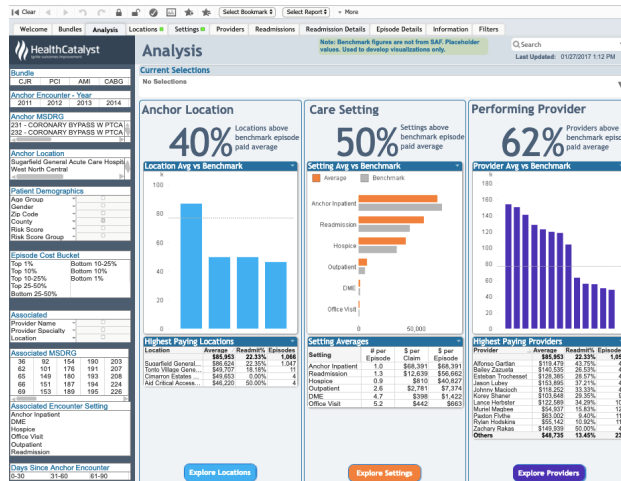 Clear
Select Bookmark
Select Report
More
Welcome Bundles Analysis Locations Settings Providers Readmissions Readmission Details Episode Details Information Filters
HealthCatalyst
Analysis
Note: Benchmark figures are not from SAF. Placeholder
values. Used to develop visualizations only.
Search
Last Updated: 01/27/2017 1:12 PM
Current Selections
No Selections
Bundle
CJR PCI AMI CABG
Anchor Encounter - Year
2011 2012 2013 2014
Anchor MSDRG
231 - CORONARY BYPASS W PTCA
232 - CORONARY BYPASS W PTCA
Anchor Location
Sugarfield General Acute Care Hospit
West North Central
Patient Demographics
Age Group
Gender
Zip Code
County
Risk Score
Risk Score Group
Episode Cost Bucket
Top 1% Bottom 10-25%
Top 10% Bottom 10%
Top 10-25% Bottom 1%
Top 25-50%
Bottom 25-50%
Associated
Provider Name
Provider Specialty
Location
Associated MSDRG
36 92 154 190 203
62 101 176 191 207
65 149 180 193 208
66 151 187 194 224
69 153 189 195 226
Associated Encounter Setting
Anchor Inpatient
DME
Hospice
Office Visit
Outpatient
Readmission
Days Since Anchor Encounter
0-30 31-60 61-90
Anchor Location
40% Locations above
benchmark episode
paid average
Location Avg vs Benchmark
k
100
80
60
40
20
0
Highest Paying Locations
Location Average Readmit% Episodes
$85,953 22.33% 1,066
Sugarfield General... $86,624 22.35% 1,047
Tonto Village Gene... $49,707 18.18% 11
Cimarron Estates ... $49,653 0.00% 4
Aid Critical Access... $46,220 50.00% 4
Explore Locations
Care Setting
50% Settings above
benchmark episode
paid average
Setting Avg vs Benchmark
Average Benchmark
Anchor Inpatient
Readmission
Hospice
Outpatient
DME
Office Visit
0 50,000
Setting Averages
Setting # per Episode $ per Claim $ per Episode
Anchor Inpatient 1.0 $68,391 $68,391
Readmission 1.3 $12,639 $56,662
Hospice 0.9 $810 $40,827
Outpatient 2.6 $2,781 $7,374
DME 4.7 $398 $1,422
Office Visit 5.2 $442 $663
Explore Settings
Performing Provider
62% Providers above
benchmark episo
paid average
Provider Avg vs Benchmark
k
180
160
140
120
100
80
60
40
20
0
Highest Paying Providers
Provider Average Readmit% Episodes
$85,953 22.33% 1,05
Alfonso Gartlan $119,479 43.75%
Bailey Zazueta $140,535 26.53%
Esteban Trochesset $128,385 28.57%
Jason Lubey $153,895 37.21%
Johnny Macioch $118,252 33.33%
Korey Shaner $103,648 29.35%
Lance Herbster $122,589 34.29%
Muriel Magbee $54,937 15.83%
Paxton Flythe $63,002 9.40%
Rylan Hodskins $55,142 10.92%
Zachary Rakas $149,939 50.00%
Others $48,735 13.45%
Explore Providers